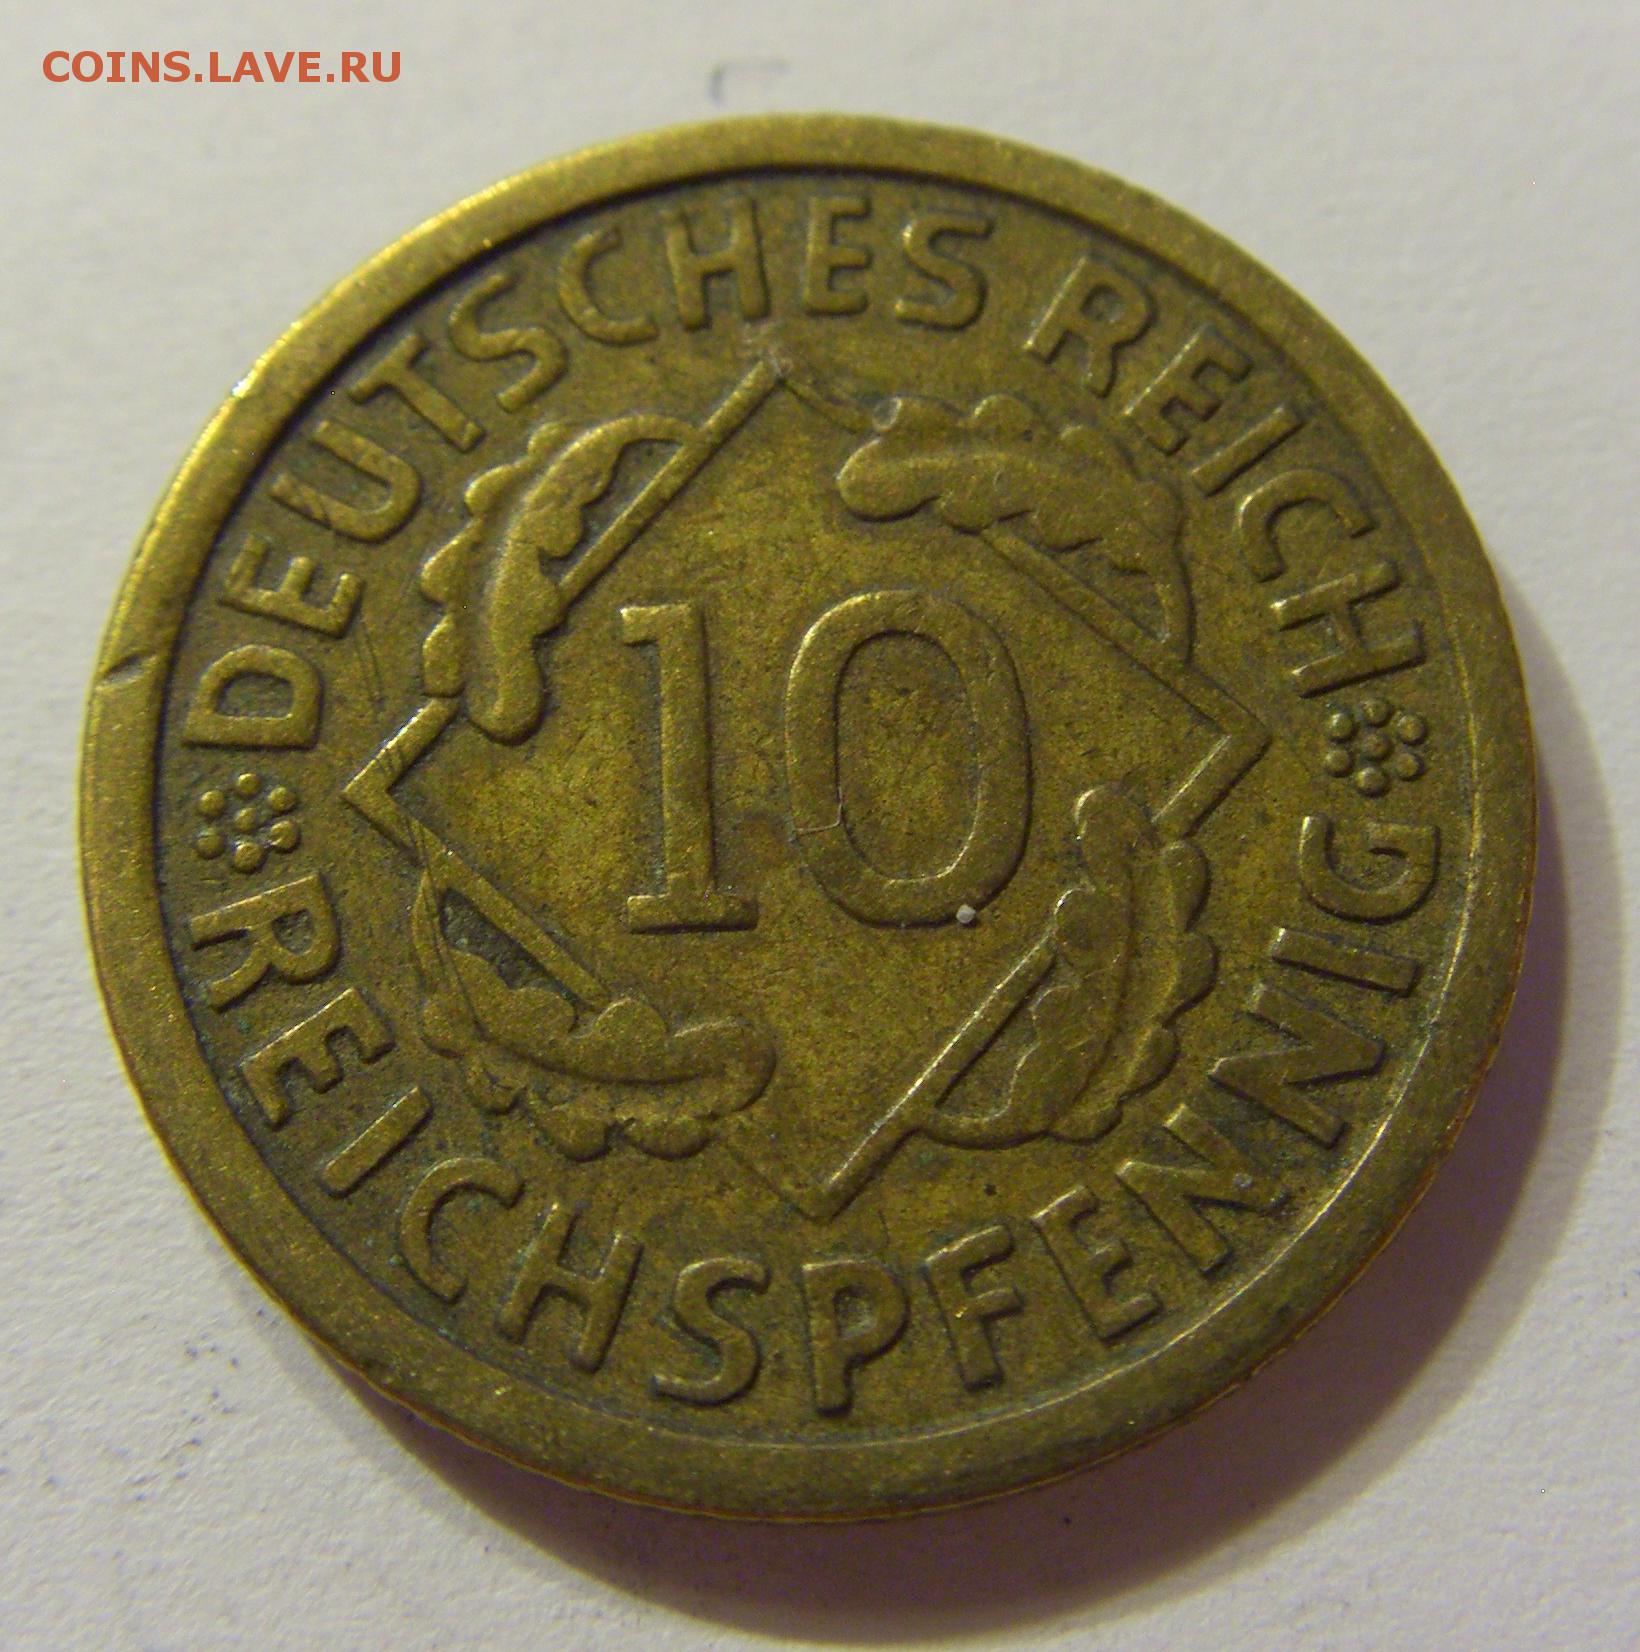 COINS.LAVE.RU
DEUTSCHES REICH
10
REICHSPFENNIG